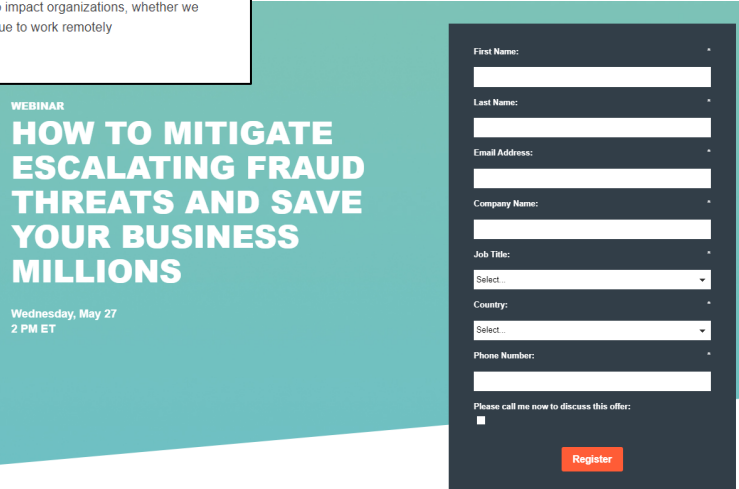 impact organizations, whether we
ue to work remotely
WEBINAR
HOW TO MITIGATE
ESCALATING FRAUD
THREATS AND SAVE
YOUR BUSINESS
MILLIONS
Wednesday, May 27
2 PM ET
First Name: *
Last Name: *
Email Address: *
Company Name: *
Job Title: *
Select...
Country: *
Select...
Phone Number: *
Please call me now to discuss this offer:
Register